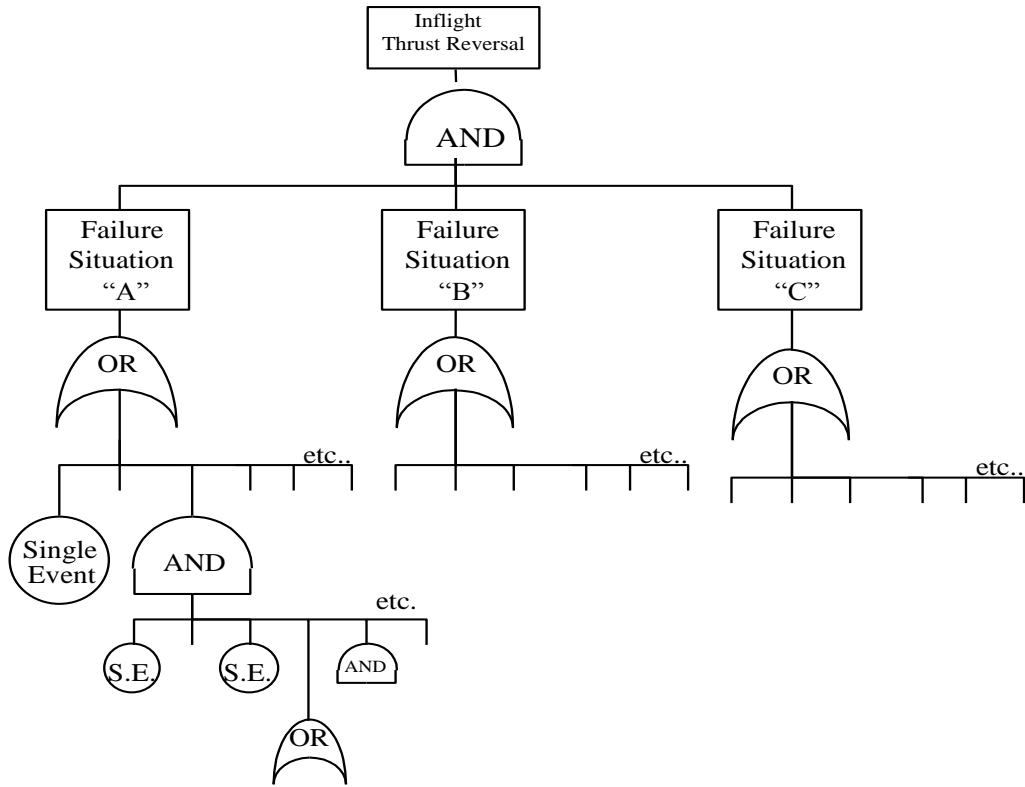 Inflight
Thrust Reversal
AND
Failure
Situation
“A”
Failure
Situation
“B”
Failure
Situation
“C”
OR
OR
OR
etc..
etc..
etc..
Single
Event
AND
etc.
S.E.
S.E.
AND
OR